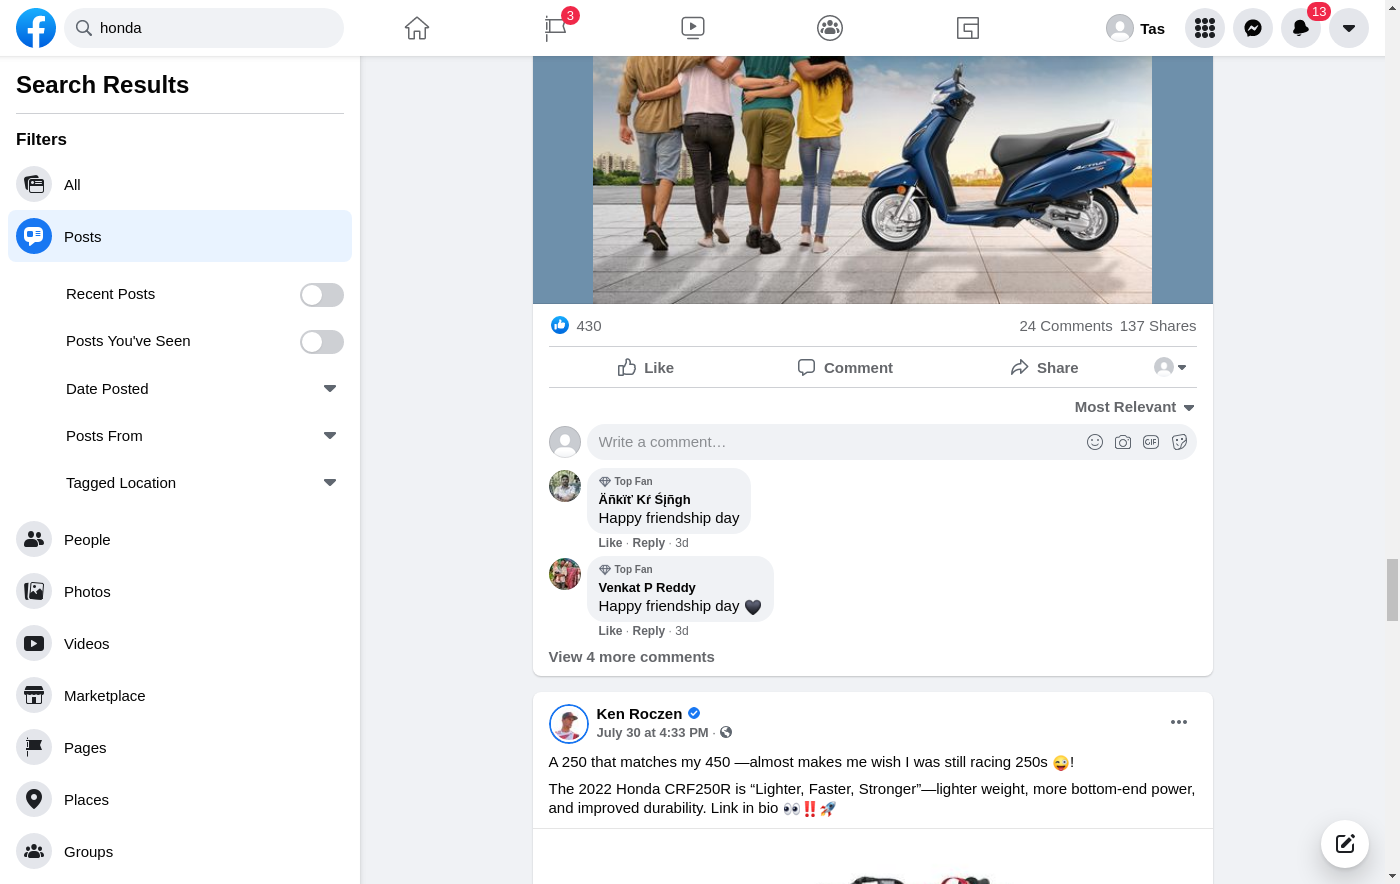 honda
3
Tas
13
Search Results
Filters
All
Posts
Recent Posts
Posts You've Seen
Date Posted
Posts From
Tagged Location
People
Photos
Videos
Marketplace
Pages
Places
Groups
ACTIVA
430
24 Comments 137 Shares
Like
Comment
Share
Most Relevant
Write a comment…
GIF
Top Fan
Äñkïť Kŕ Śįñgh
Happy friendship day
Like · Reply · 3d
Top Fan
Venkat P Reddy
Happy friendship day 🖤
Like · Reply · 3d
View 4 more comments
Ken Roczen
July 30 at 4:33 PM ·
A 250 that matches my 450 —almost makes me wish I was still racing 250s 😜!
The 2022 Honda CRF250R is “Lighter, Faster, Stronger”—lighter weight, more bottom-end power,
and improved durability. Link in bio 👀‼️🚀